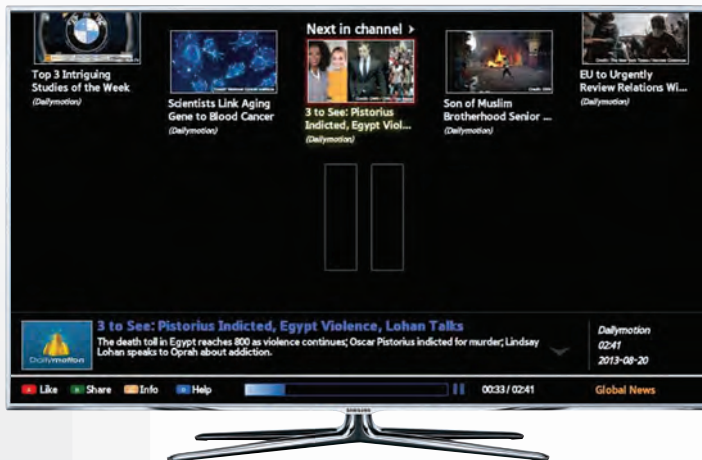 Next in channel ›
Top 3 Intriguing
Studies of the Week
(Dailymotion)
Scientists Link Aging
Gene to Blood Cancer
(Dailymotion)
3 to See: Pistorius
Indicted, Egypt Viol...
(Dailymotion)
Son of Muslim
Brotherhood Senior ...
(Dailymotion)
EU to Urgently
Review Relations Wi...
(Dailymotion)
Dailymotion
3 to See: Pistorius Indicted, Egypt Violence, Lohan Talks
The death toll in Egypt reaches 800 as violence continues; Oscar Pistorius indicted for murder; Lindsay
Lohan speaks to Oprah about addiction.
Dailymotion
02:41
2013-08-20
Like
Share
Info
Help
00:33 / 02:41
Global News
SAMSUNG